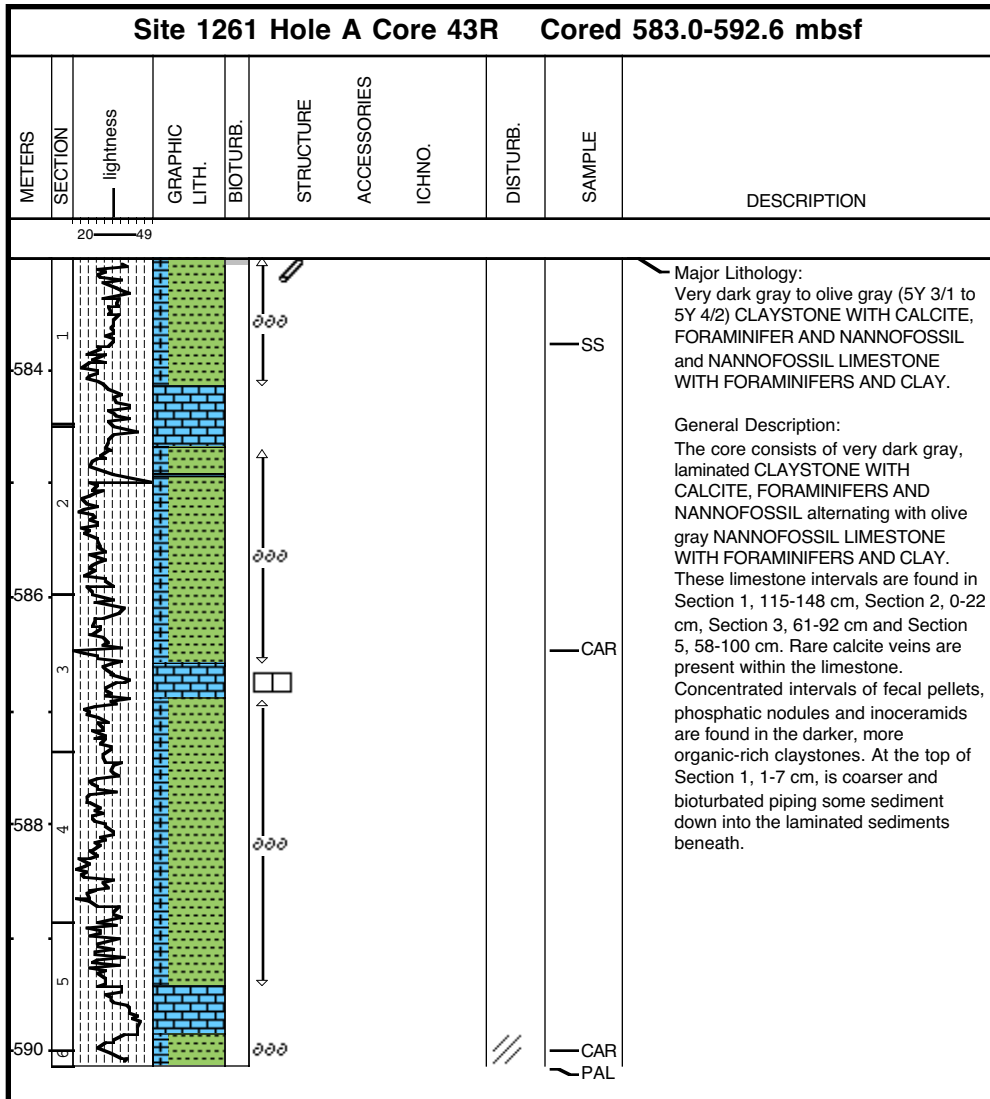 Site 1261 Hole A Core 43R Cored 583.0-592.6 mbsf
METERS
SECTION
lightness
GRAPHIC
LITH.
BIOTURB.
STRUCTURE
ACCESSORIES
ICHNO.
DISTURB.
SAMPLE
DESCRIPTION
20 49
584
586
588
590
1
2
3
4
5
6
SS
CAR
CAR
PAL
Major Lithology:
Very dark gray to olive gray (5Y 3/1 to
5Y 4/2) CLAYSTONE WITH CALCITE,
FORAMINIFER AND NANNOFOSSIL
and NANNOFOSSIL LIMESTONE
WITH FORAMINIFERS AND CLAY.
General Description:
The core consists of very dark gray,
laminated CLAYSTONE WITH
CALCITE, FORAMINIFERS AND
NANNOFOSSIL alternating with olive
gray NANNOFOSSIL LIMESTONE
WITH FORAMINIFERS AND CLAY.
These limestone intervals are found in
Section 1, 115-148 cm, Section 2, 0-22
cm, Section 3, 61-92 cm and Section
5, 58-100 cm. Rare calcite veins are
present within the limestone.
Concentrated intervals of fecal pellets,
phosphatic nodules and inoceramids
are found in the darker, more
organic-rich claystones. At the top of
Section 1, 1-7 cm, is coarser and
bioturbated piping some sediment
down into the laminated sediments
beneath.